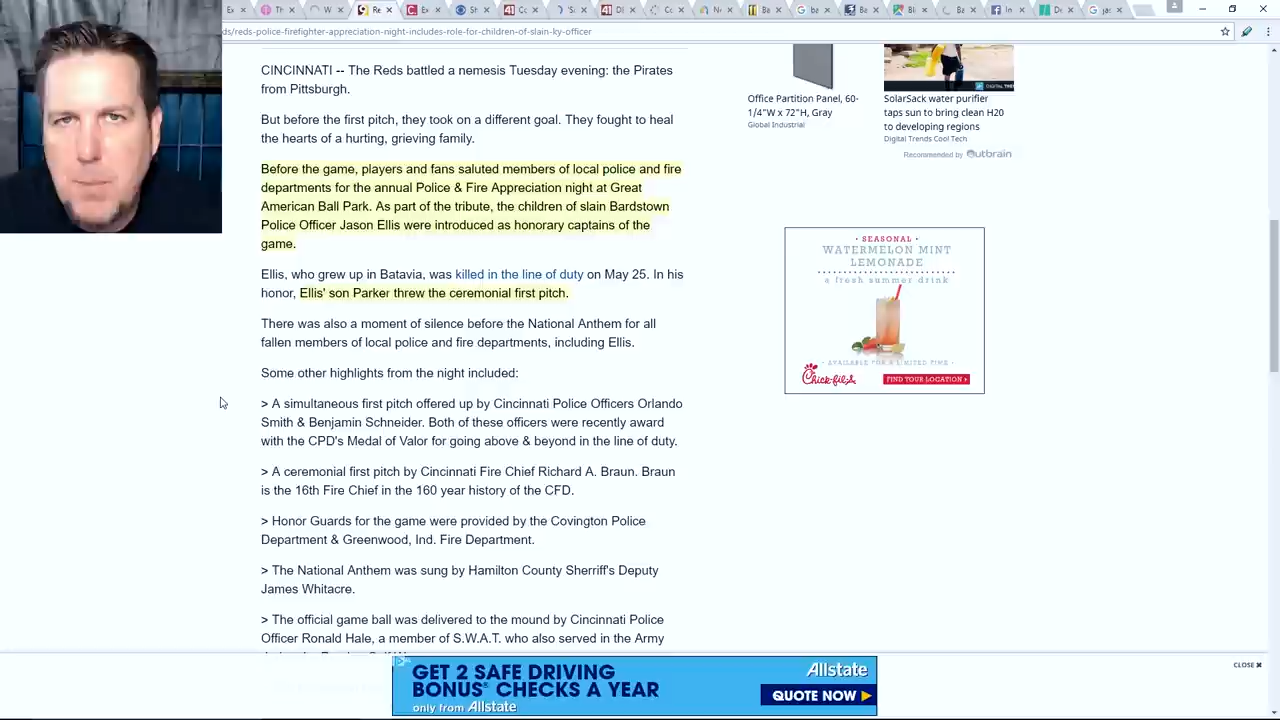 ds/reds-police-firefighter-appreciation-night-includes-role-for-children-of-slain-ky-officer
CINCINNATI -- The Reds battled a nemesis Tuesday evening: the Pirates
from Pittsburgh.
before the first pitch, they took on a different goal. They fought to heal
hearts of a hurting, grieving family.
Before the game, players and fans saluted members of local police and fire
departments for the annual Police & Fire Appreciation night at Great
American Ball Park. As part of the tribute, the children of slain Bardstown
Police Officer Jason Ellis were introduced as honorary captains of the
game.
Ellis, who grew up in Batavia, was killed in the line of duty on May 25. In his
honor, Ellis' son Parker threw the ceremonial first pitch.
There was also a moment of silence before the National Anthem for all
fallen members of local police and fire departments, including Ellis.
Some other highlights from the night included:
> A simultaneous first pitch offered up by Cincinnati Police Officers Orlando
Smith & Benjamin Schneider. Both of these officers were recently award
with the CPD's Medal of Valor for going above & beyond in the line of duty.
> A ceremonial first pitch by Cincinnati Fire Chief Richard A. Braun. Braun
is the 16th Fire Chief in the 160 year history of the CFD.
> Honor Guards for the game were provided by the Covington Police
Department & Greenwood, Ind. Fire Department.
> The National Anthem was sung by Hamilton County Sherriff's Deputy
James Whitacre.
> The official game ball was delivered to the mound by Cincinnati Police
Officer Ronald Hale, a member of S.W.A.T. who also served in the Army
Office Partition Panel, 60-
1/4"W x 72"H, Gray
Global Industrial
SolarSack water purifier
taps sun to bring clean H20
to developing regions
Digital Trends Cool Tech
Recommended by Outbrain
· SEASONAL ·
WATERMELON MINT
LEMONADE
a fresh summer drink
· AVAILABLE FOR A LIMITED TIME ·
Chick-fil-A
FIND YOUR LOCATION >
CLOSE ✖
GET 2 SAFE DRIVING
BONUS® CHECKS A YEAR
only from Allstate
Allstate
QUOTE NOW